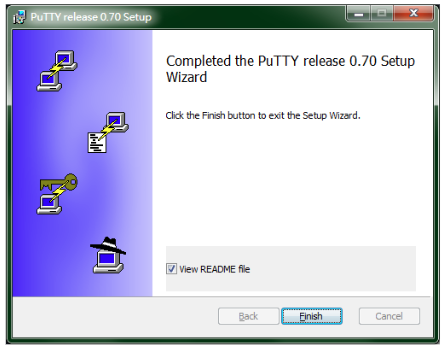 PuTTY release 0.70 Setup
Completed the PuTTY release 0.70 Setup
Wizard
Click the Finish button to exit the Setup Wizard.
View README file
Back Finish Cancel